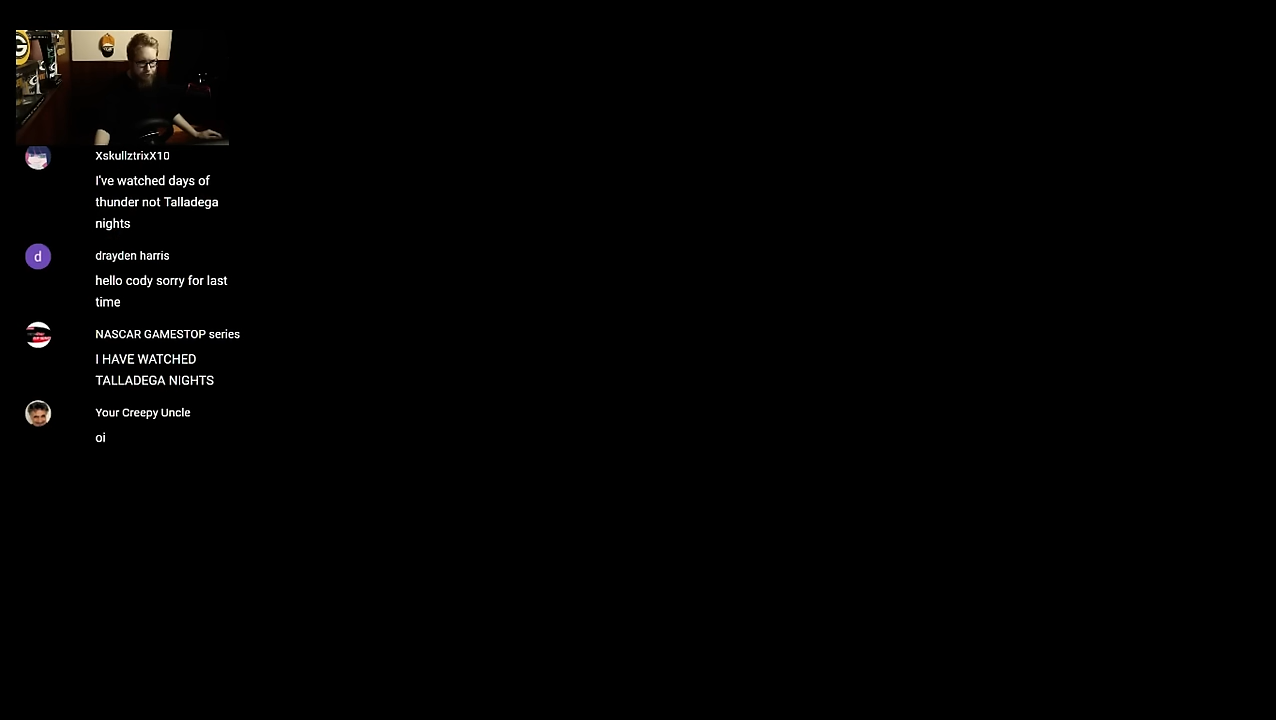 XskullztrixX10
I've watched days of
thunder not Talladega
nights
d
drayden harris
hello cody sorry for last
time
NASCAR GAMESTOP series
I HAVE WATCHED
TALLADEGA NIGHTS
Your Creepy Uncle
oi